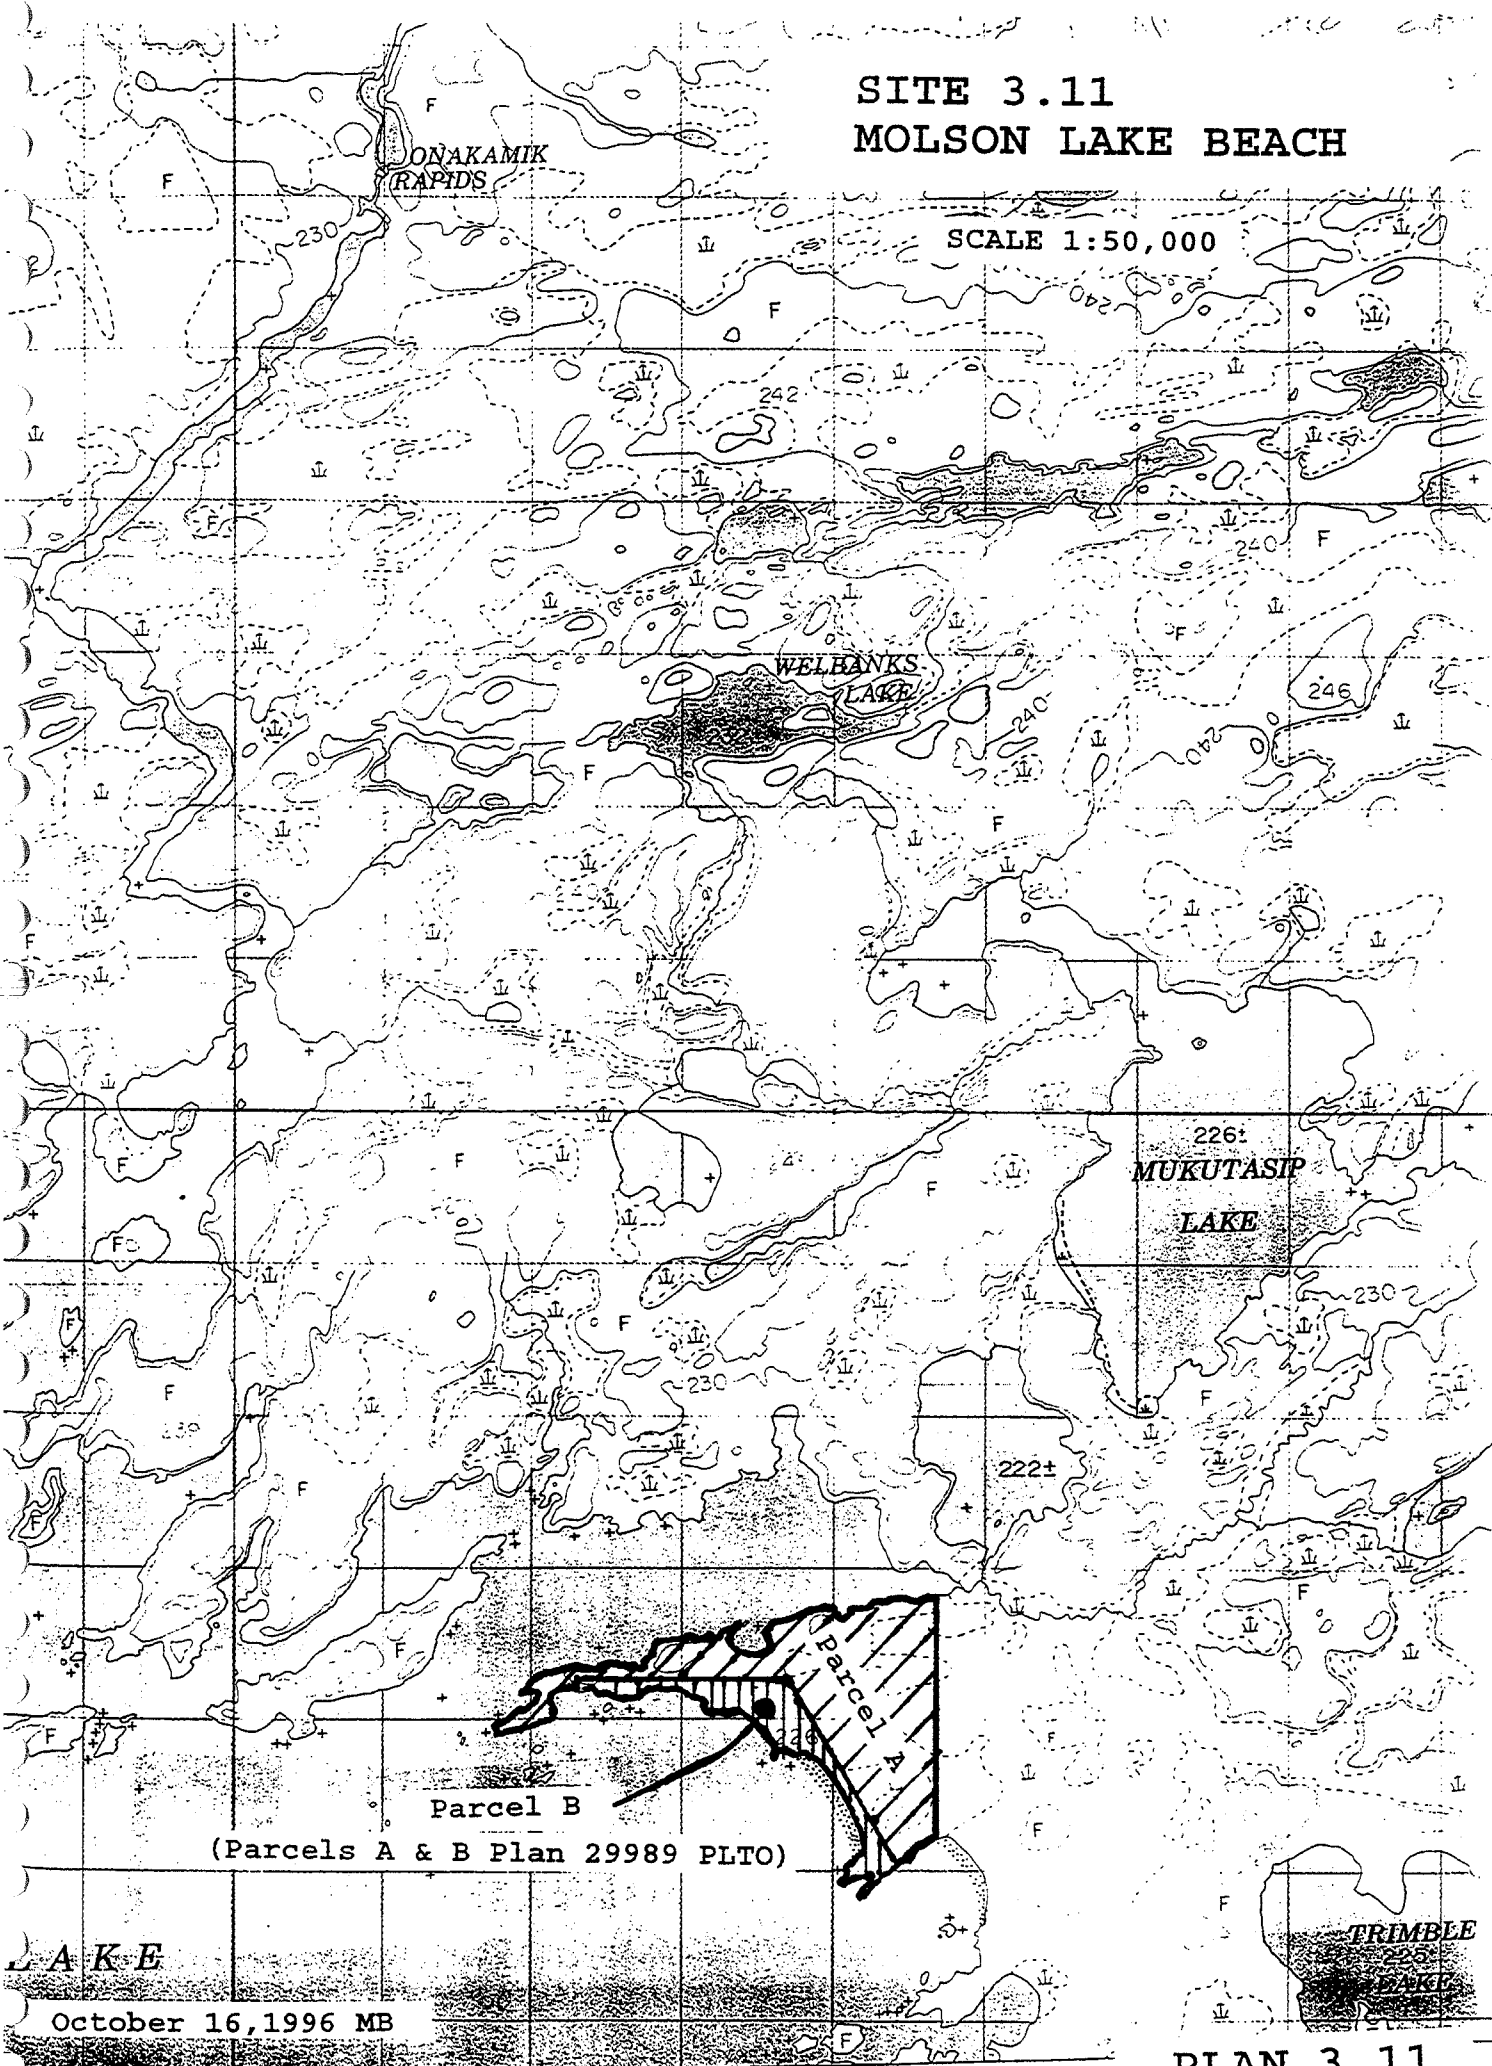 SITE 3.11
MOLSON LAKE BEACH
F
ONAKAMIK
RAPIDS
F
230
SCALE 1:50,000
240
F
242
F
240
F
F
WELBANKS
LAKE
246
240
240
F
F
F
226±
MUKUTASIP
LAKE
F
F
F
F
230
F
F
230
F
F
222±
F
F
F
F
Parcel A
F
226
Parcel B
(Parcels A & B Plan 29989 PLTO)
F
F
TRIMBLE
LAKE
LAKE
October 16,1996 MB
F
PLAN 3.11